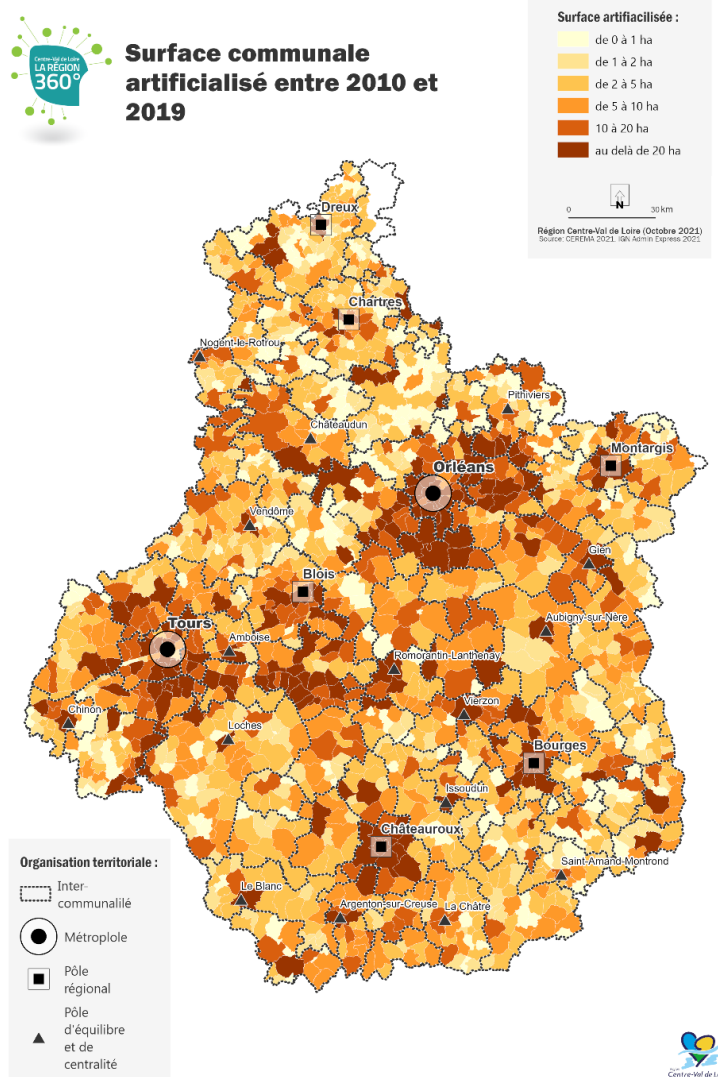 Centre-Val de Loire
LA RÉGION
360°
Surface communale
artificialisé entre 2010 et
2019
Surface artifiacilisée :
de 0 à 1 ha
de 1 à 2 ha
de 2 à 5 ha
de 5 à 10 ha
10 à 20 ha
au delà de 20 ha
N
0 30 km
Région Centre-Val de Loire (Octobre 2021)
Source: CEREMA 2021, IGN Admin Express 2021
Dreux
Chartres
Nogent-le-Rotrou
Pithiviers
Châteaudun
Montargis
Orléans
Vendôme
Gien
Blois
Aubigny-sur-Nère
Tours
Amboise
Romorantin-Lanthenay
Vierzon
Chinon
Loches
Bourges
Issoudun
Châteauroux
Saint-Amand-Montrond
Le Blanc
Argenton-sur-Creuse
La Châtre
Organisation territoriale :
Inter-
communalilé
Métroplole
Pôle
régional
Pôle
d'équilibre
et de
centralité
Centre-Val de L